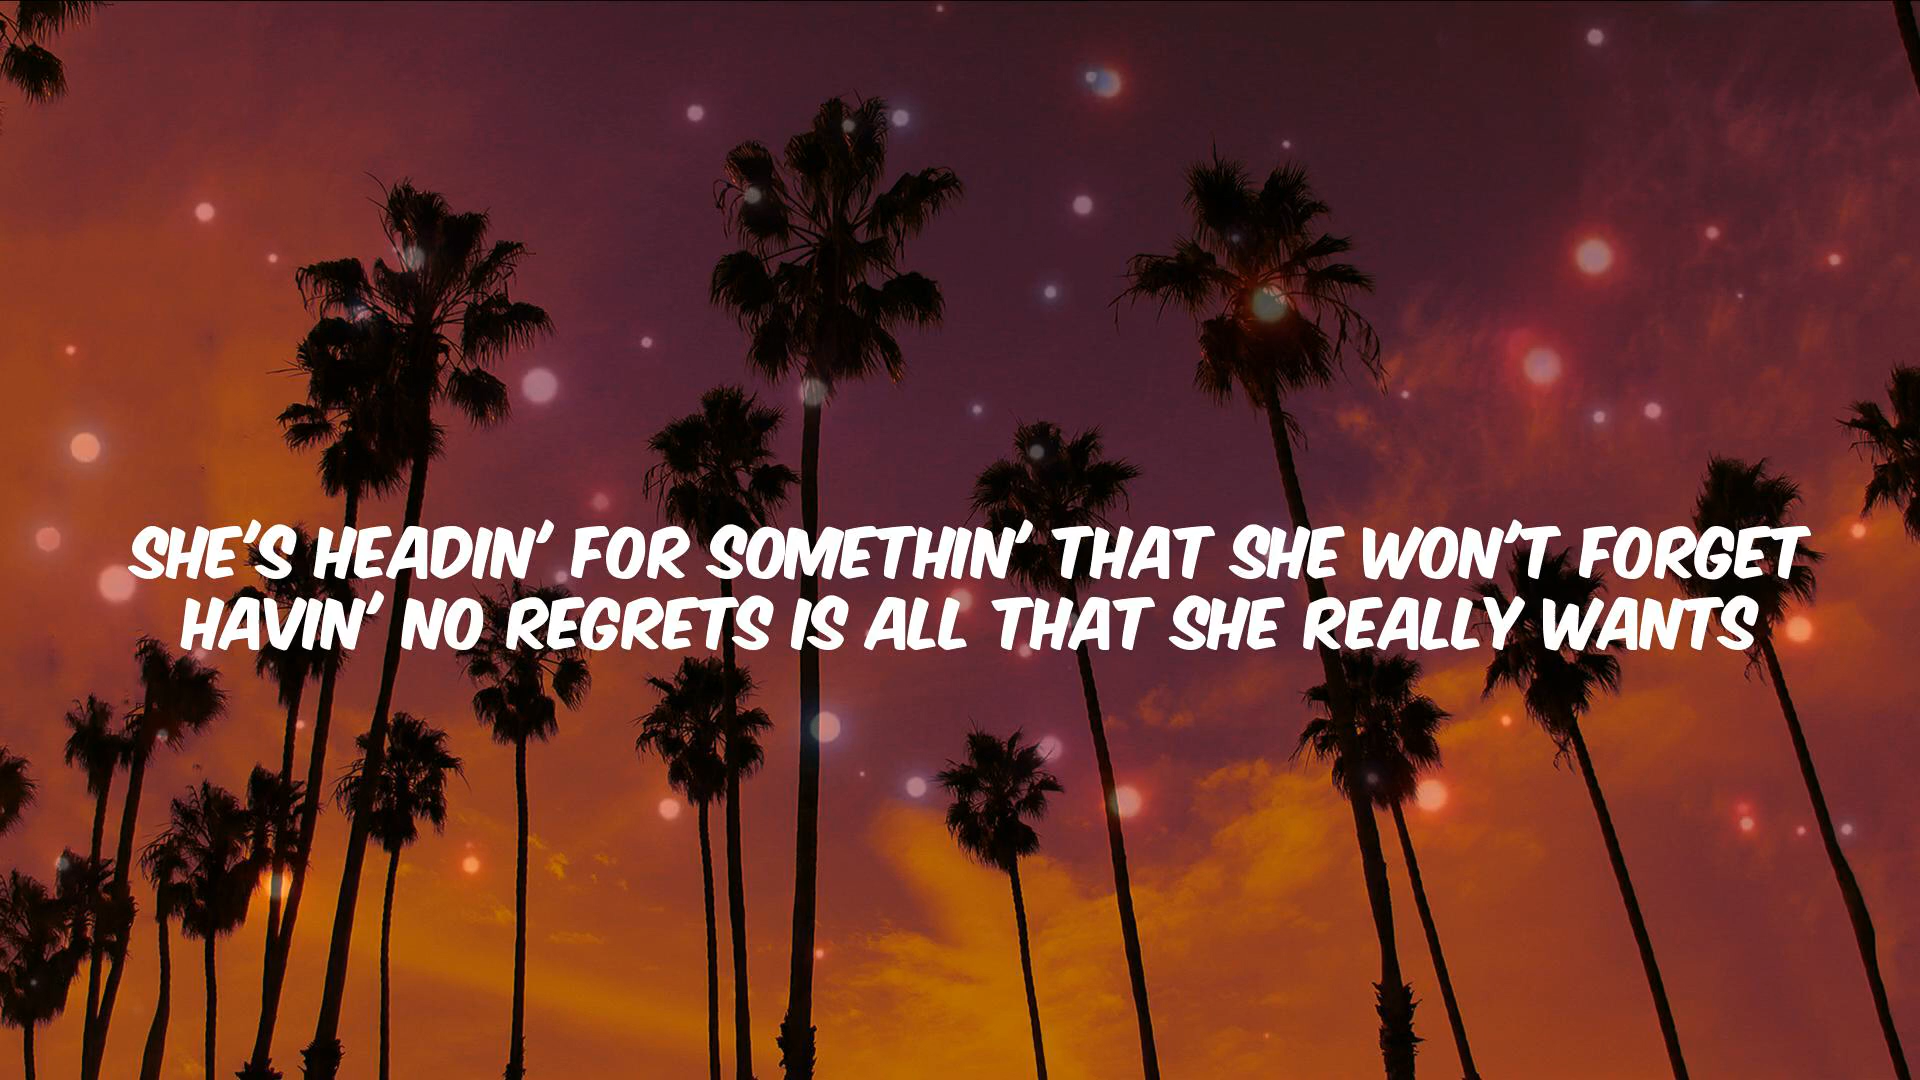 SHE'S HEADIN' FOR SOMETHIN' THAT SHE WON'T FORGET
HAVIN' NO REGRETS IS ALL THAT SHE REALLY WANTS